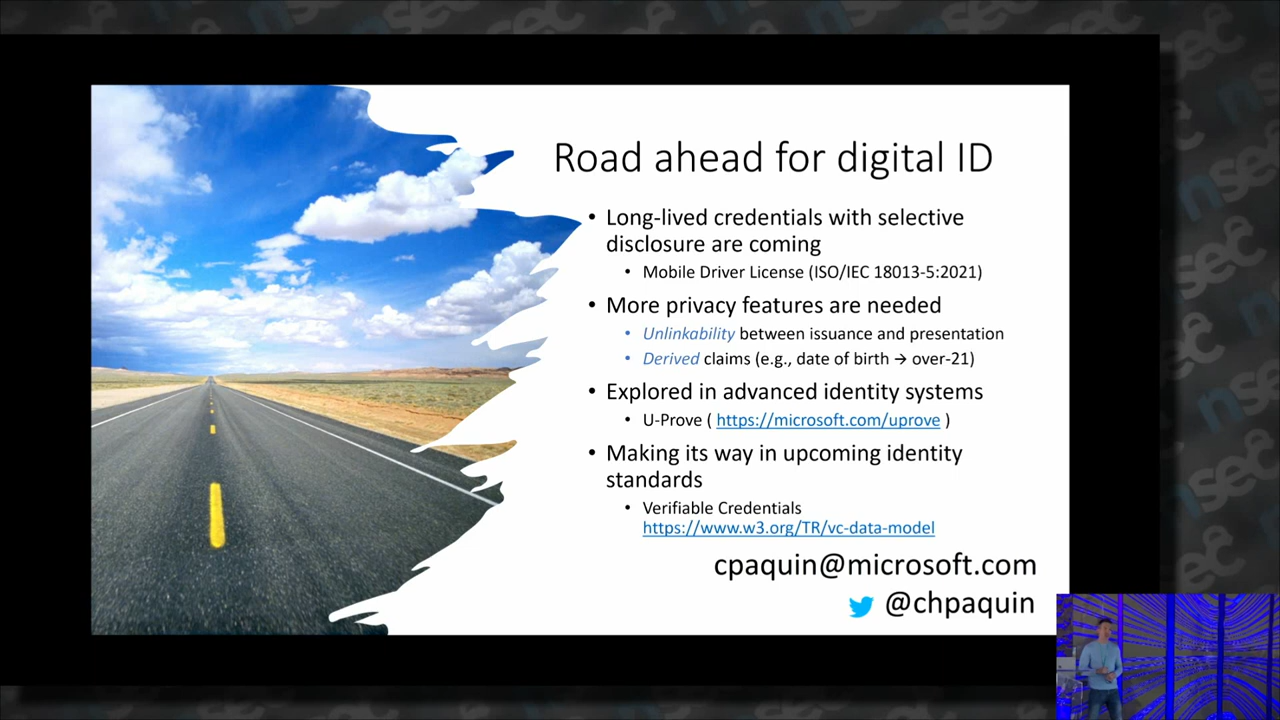 Road ahead for digital ID
• Long-lived credentials with selective
disclosure are coming
• Mobile Driver License (ISO/IEC 18013-5:2021)
• More privacy features are needed
• Unlinkability between issuance and presentation
• Derived claims (e.g., date of birth → over-21)
• Explored in advanced identity systems
• U-Prove ( https://microsoft.com/uprove )
• Making its way in upcoming identity
standards
• Verifiable Credentials
https://www.w3.org/TR/vc-data-model
cpaquin@microsoft.com
@chpaquin
nsec